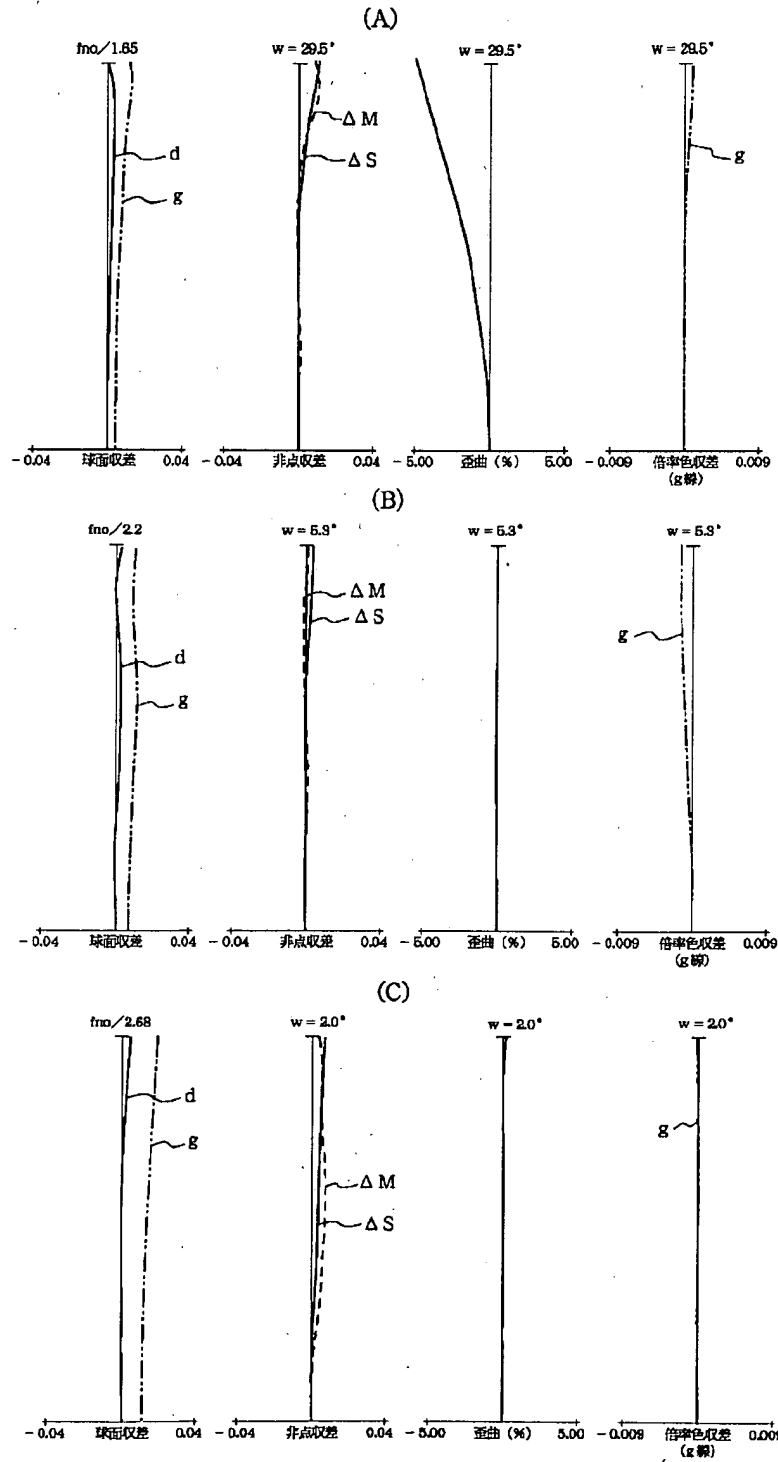 (A)
fno/1.65 w = 29.5° w = 29.5° w = 29.5°
d
g
ΔM
ΔS
g
-0.04 球面収差 0.04 -0.04 非点収差 0.04 -5.00 歪曲(%) 5.00 -0.009 倍率色収差 0.009
(g線)
(B)
fno/2.2 w = 5.3° w = 5.3° w = 5.3° w = 5.3°
d
g
ΔM
ΔS
g
-0.04 球面収差 0.04 -0.04 非点収差 0.04 -5.00 歪曲(%) 5.00 -0.009 倍率色収差 0.009
(g線)
(C)
fno/2.68 w = 2.0° w - 2.0° w = 2.0°
d
g
ΔM
ΔS
g
-0.04 球面収差 0.04 -0.04 非点収差 0.04 -5.00 歪曲(%) 5.00 -0.009 倍率色収差 0.009
(g線)